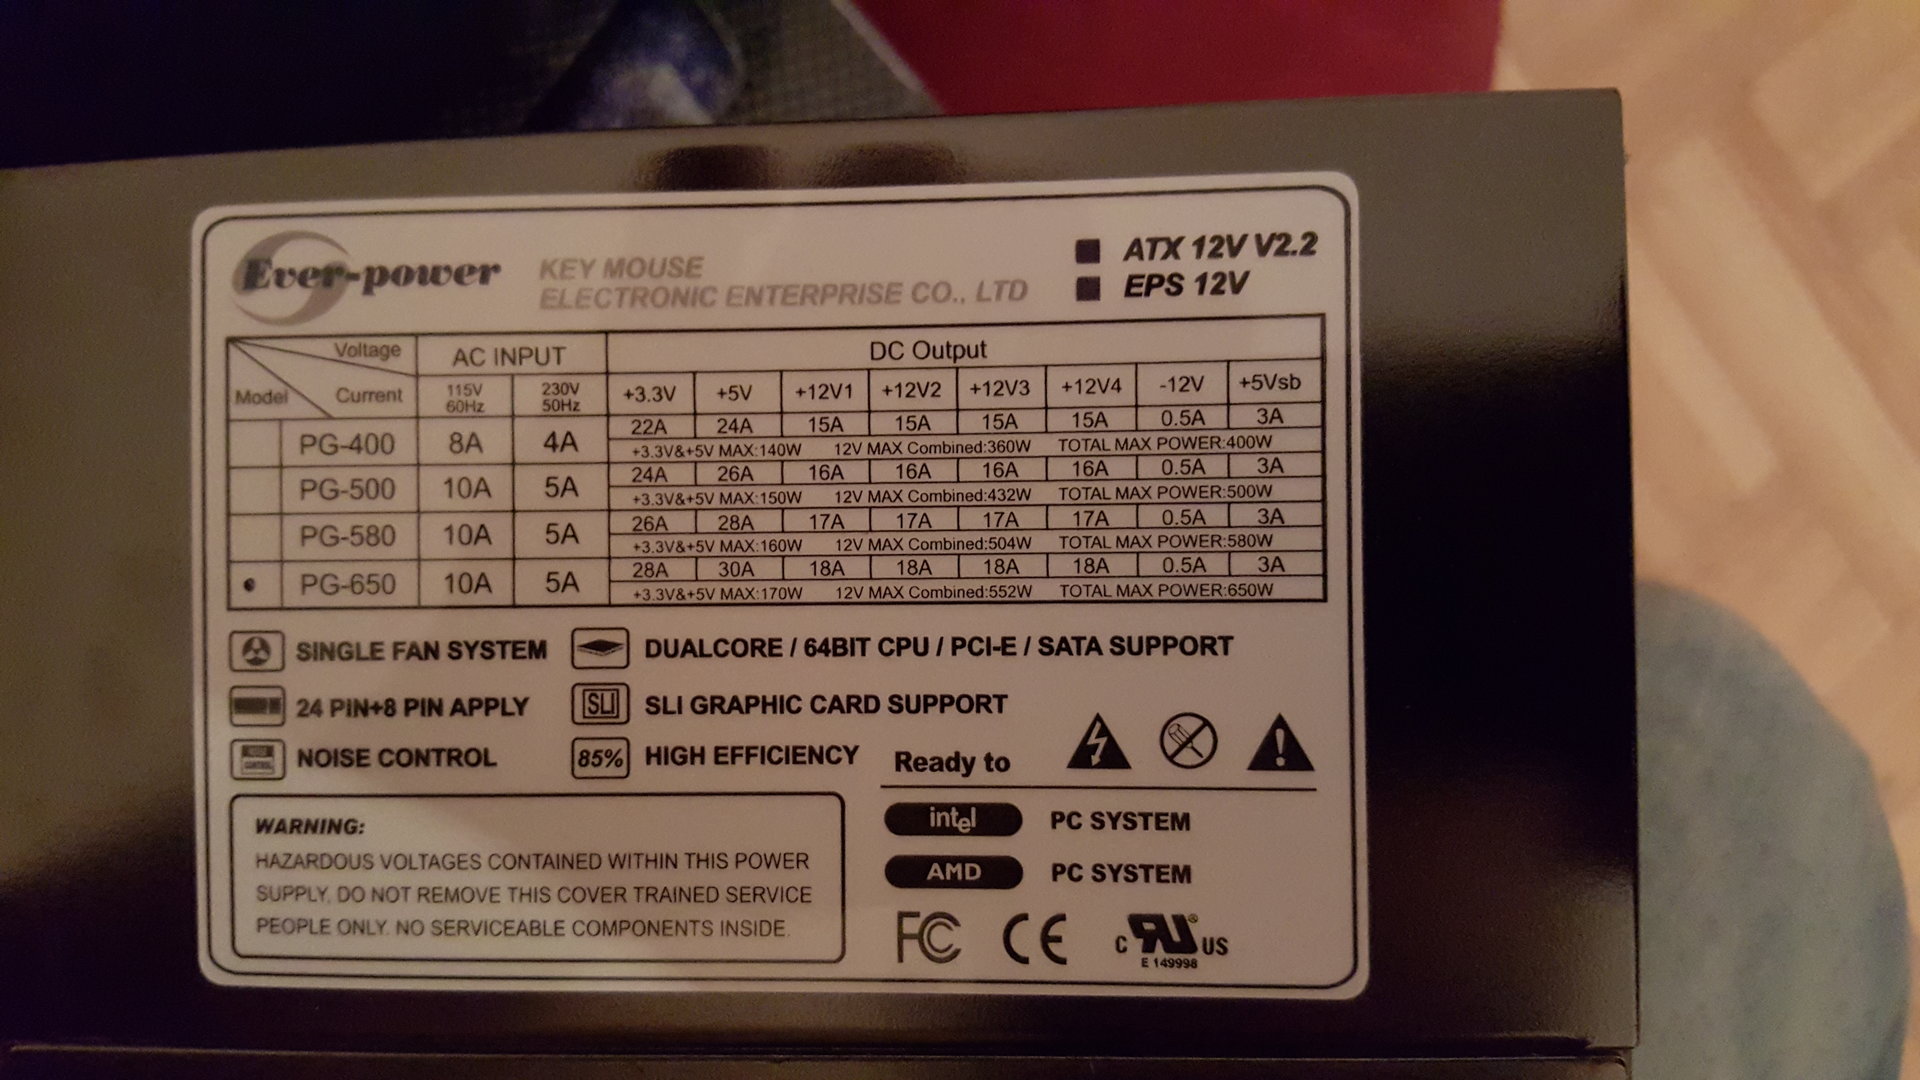 Ever-power
KEY MOUSE
ELECTRONIC ENTERPRISE CO., LTD
ATX 12V V2.2
EPS 12V
Voltage AC INPUT DC Output
Model Current 115V 60Hz 230V 50Hz +3.3V +5V +12V1 +12V2 +12V3 +12V4 -12V +5Vsb
PG-400 8A 4A 22A 24A 15A 15A 15A 15A 0.5A 3A
+3.3V&+5V MAX:140W 12V MAX Combined:360W TOTAL MAX POWER:400W
PG-500 10A 5A 24A 26A 16A 16A 16A 16A 0.5A 3A
+3.3V&+5V MAX:150W 12V MAX Combined:432W TOTAL MAX POWER:500W
PG-580 10A 5A 26A 28A 17A 17A 17A 17A 0.5A 3A
+3.3V&+5V MAX:160W 12V MAX Combined:504W TOTAL MAX POWER:580W
PG-650 10A 5A 28A 30A 18A 18A 18A 18A 0.5A 3A
+3.3V&+5V MAX:170W 12V MAX Combined:552W TOTAL MAX POWER:650W
SINGLE FAN SYSTEM
DUALCORE / 64BIT CPU / PCI-E / SATA SUPPORT
24 PIN+8 PIN APPLY
SLI SLI GRAPHIC CARD SUPPORT
NOISE CONTROL NOISE CONTROL
85% HIGH EFFICIENCY
Ready to
intel PC SYSTEM
AMD PC SYSTEM
WARNING:
HAZARDOUS VOLTAGES CONTAINED WITHIN THIS POWER
SUPPLY. DO NOT REMOVE THIS COVER TRAINED SERVICE
PEOPLE ONLY. NO SERVICEABLE COMPONENTS INSIDE.
FC CE C RU® US
E 149998